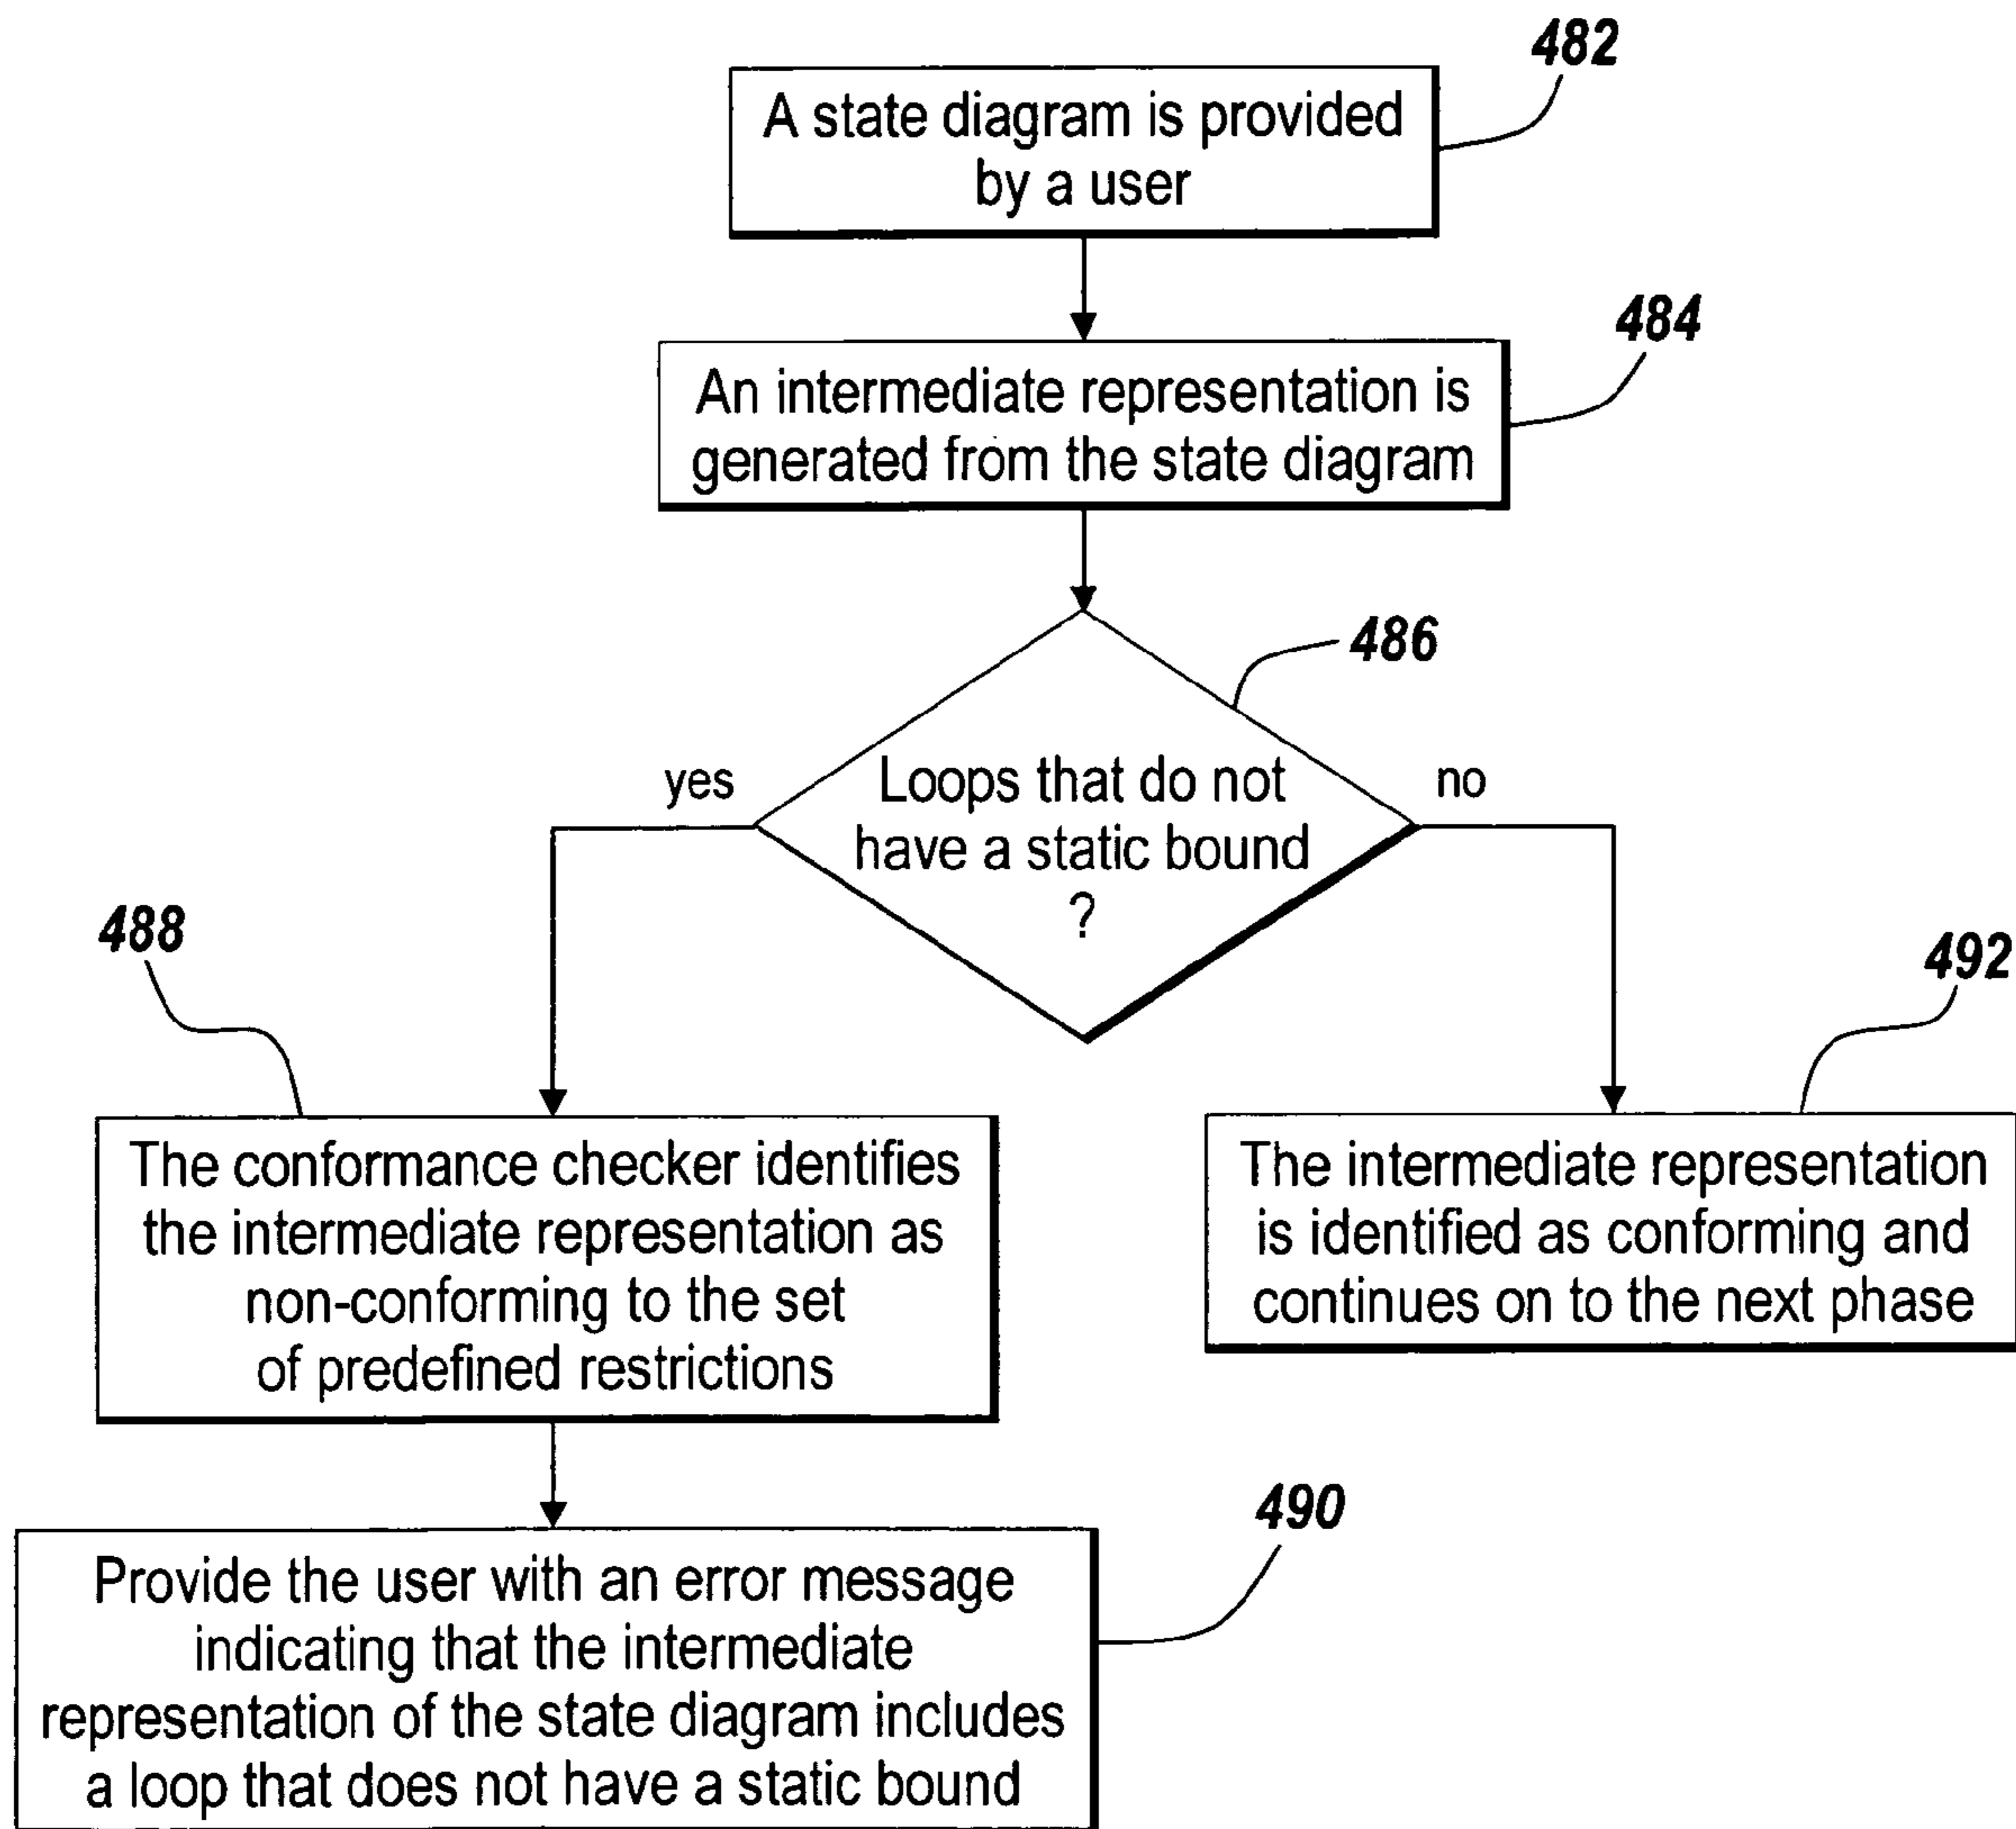 482
A state diagram is provided
by a user
484
An intermediate representation is
generated from the state diagram
486
yes
Loops that do not
have a static bound
?
no
488
492
The conformance checker identifies
the intermediate representation as
non-conforming to the set
of predefined restrictions
The intermediate representation
is identified as conforming and
continues on to the next phase
490
Provide the user with an error message
indicating that the intermediate
representation of the state diagram includes
a loop that does not have a static bound